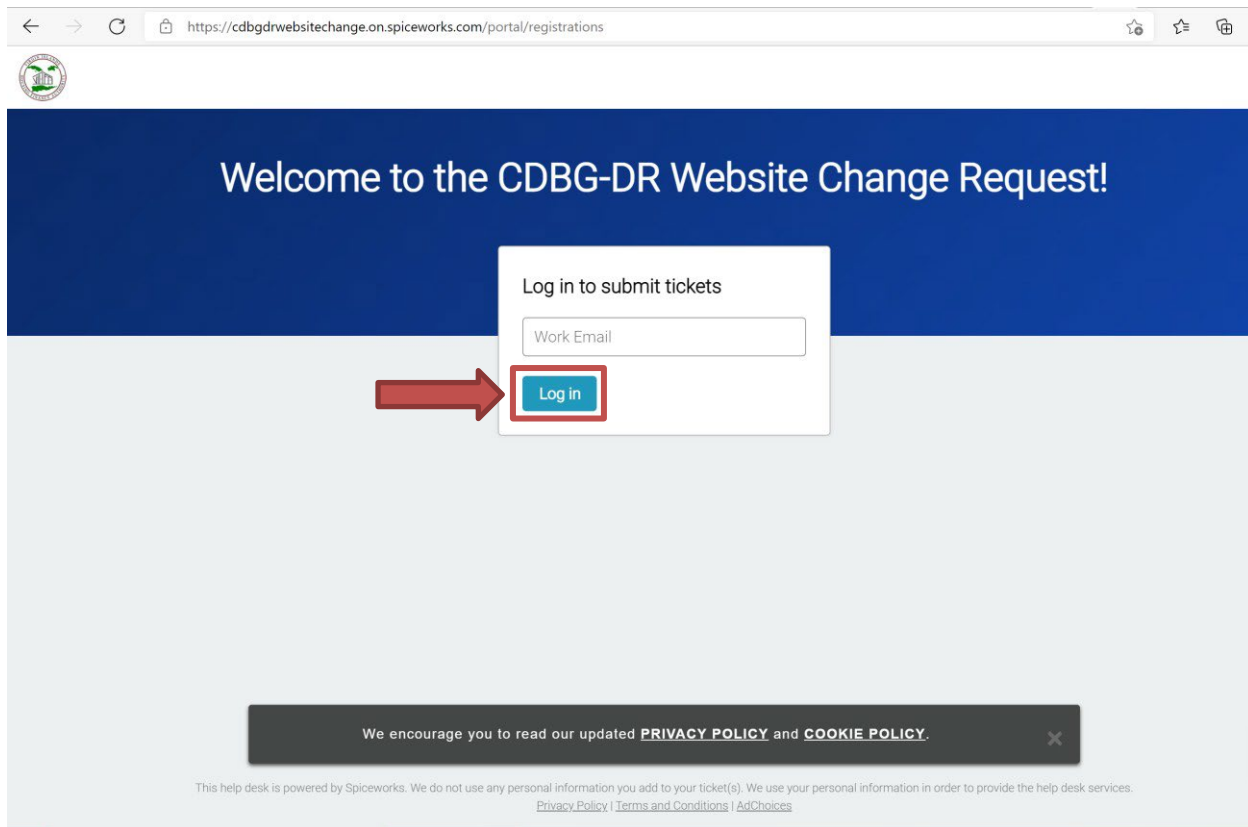 https://cdbgdrwebsitechange.on.spiceworks.com/portal/registrations
Welcome to the CDBG-DR Website Change Request!
Log in to submit tickets
Work Email
Log in
We encourage you to read our updated PRIVACY POLICY and COOKIE POLICY.
This help desk is powered by Spiceworks. We do not use any personal information you add to your ticket(s). We use your personal information in order to provide the help desk services.
Privacy Policy | Terms and Conditions | AdChoices